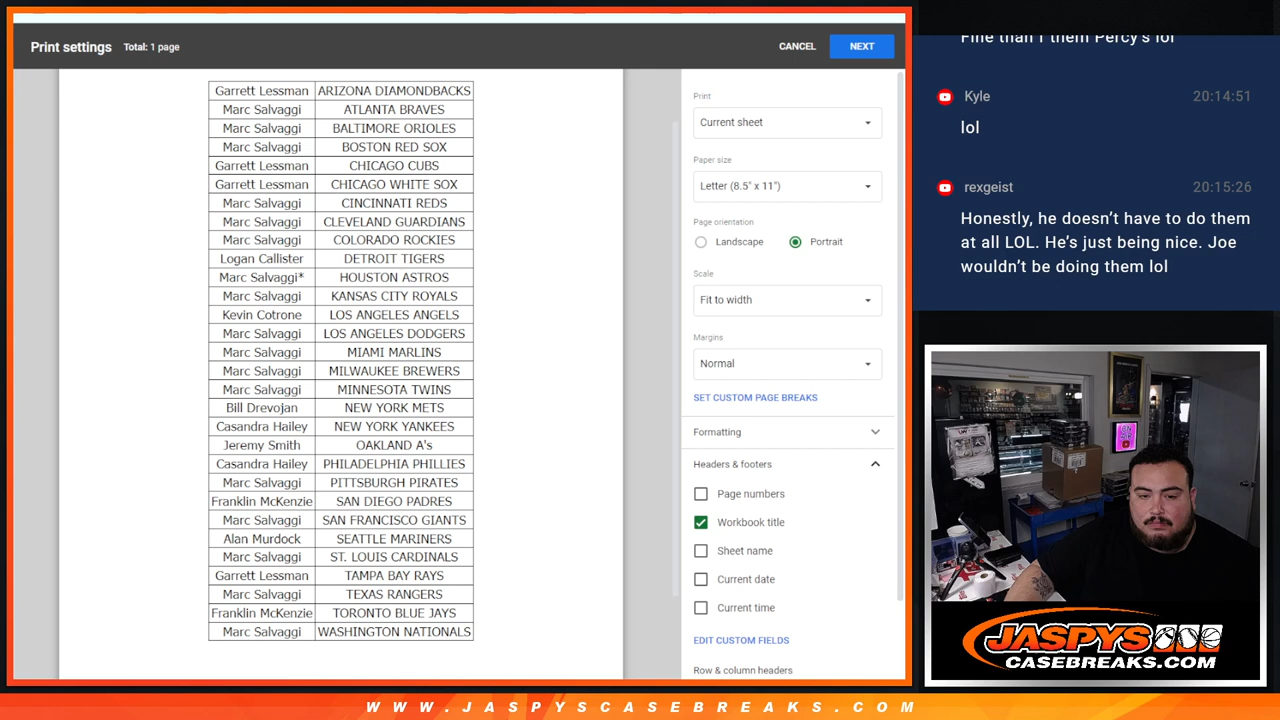 Print settings Total: 1 page CANCEL NEXT
Garrett Lessman ARIZONA DIAMONDBACKS
Marc Salvaggi ATLANTA BRAVES
Marc Salvaggi BALTIMORE ORIOLES
Marc Salvaggi BOSTON RED SOX
Garrett Lessman CHICAGO CUBS
Garrett Lessman CHICAGO WHITE SOX
Marc Salvaggi CINCINNATI REDS
Marc Salvaggi CLEVELAND GUARDIANS
Marc Salvaggi COLORADO ROCKIES
Logan Callister DETROIT TIGERS
Marc Salvaggi* HOUSTON ASTROS
Marc Salvaggi KANSAS CITY ROYALS
Kevin Cotrone LOS ANGELES ANGELS
Marc Salvaggi LOS ANGELES DODGERS
Marc Salvaggi MIAMI MARLINS
Marc Salvaggi MILWAUKEE BREWERS
Marc Salvaggi MINNESOTA TWINS
Bill Drevojan NEW YORK METS
Casandra Hailey NEW YORK YANKEES
Jeremy Smith OAKLAND A's
Casandra Hailey PHILADELPHIA PHILLIES
Marc Salvaggi PITTSBURGH PIRATES
Franklin McKenzie SAN DIEGO PADRES
Marc Salvaggi SAN FRANCISCO GIANTS
Alan Murdock SEATTLE MARINERS
Marc Salvaggi ST. LOUIS CARDINALS
Garrett Lessman TAMPA BAY RAYS
Marc Salvaggi TEXAS RANGERS
Franklin McKenzie TORONTO BLUE JAYS
Marc Salvaggi WASHINGTON NATIONALS
Print
Current sheet
Paper size
Letter (8.5" x 11")
Page orientation
Landscape Portrait
Scale
Fit to width
Margins
Normal
SET CUSTOM PAGE BREAKS
Formatting
Headers & footers
Page numbers
Workbook title
Sheet name
Current date
Current time
EDIT CUSTOM FIELDS
Row & column headers
Fine than I them Percy's lol
Kyle 20:14:51
lol
rexgeist 20:15:26
Honestly, he doesn't have to do them
at all LOL. He's just being nice. Joe
wouldn't be doing them lol
JASPYS
CASEBREAKS.COM
WWW.JASPYSCASEBREAKS.COM